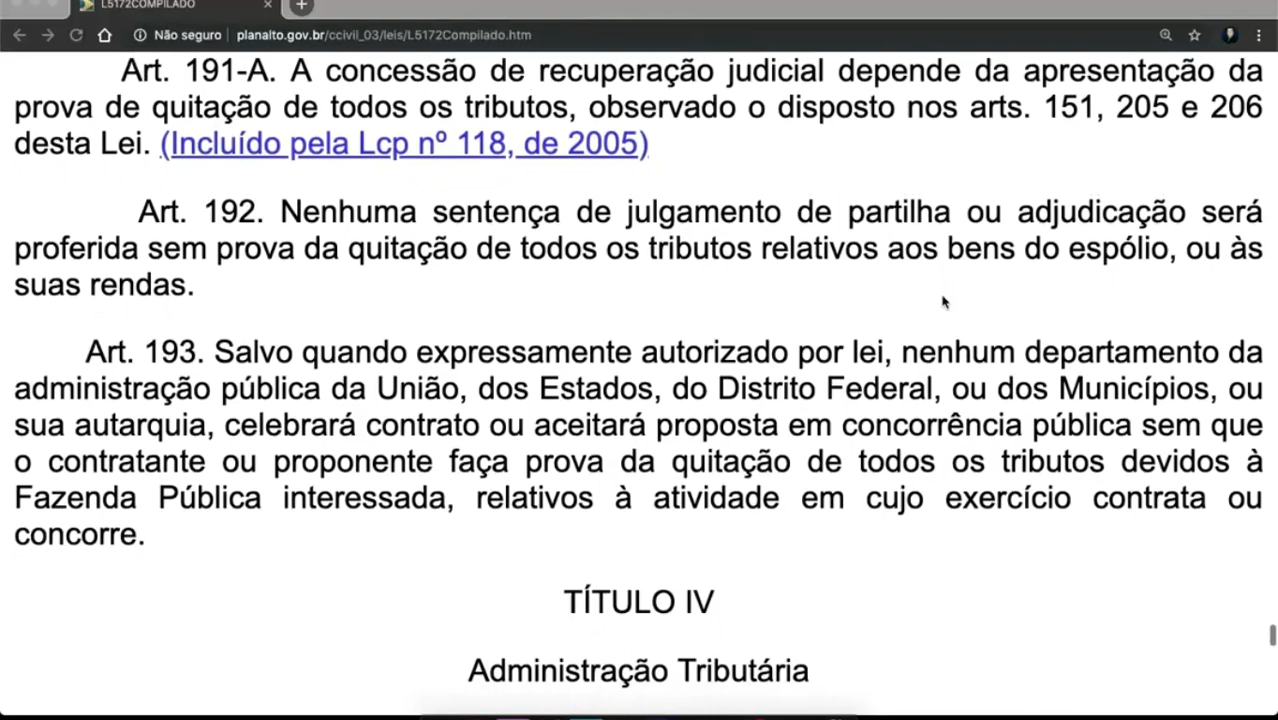 L5172COMPILADO
Não seguro planalto.gov.br/ccivil_03/leis/L5172Compilado.htm
Art. 191-A. A concessão de recuperação judicial depende da apresentação da
prova de quitação de todos os tributos, observado o disposto nos arts. 151, 205 e 206
desta Lei. (Incluído pela Lcp nº 118, de 2005)
Art. 192. Nenhuma sentença de julgamento de partilha ou adjudicação será
proferida sem prova da quitação de todos os tributos relativos aos bens do espólio, ou às
suas rendas.
Art. 193. Salvo quando expressamente autorizado por lei, nenhum departamento da
administração pública da União, dos Estados, do Distrito Federal, ou dos Municípios, ou
sua autarquia, celebrará contrato ou aceitará proposta em concorrência pública sem que
o contratante ou proponente faça prova da quitação de todos os tributos devidos à
Fazenda Pública interessada, relativos à atividade em cujo exercício contrata ou
concorre.
TÍTULO IV
Administração Tributária